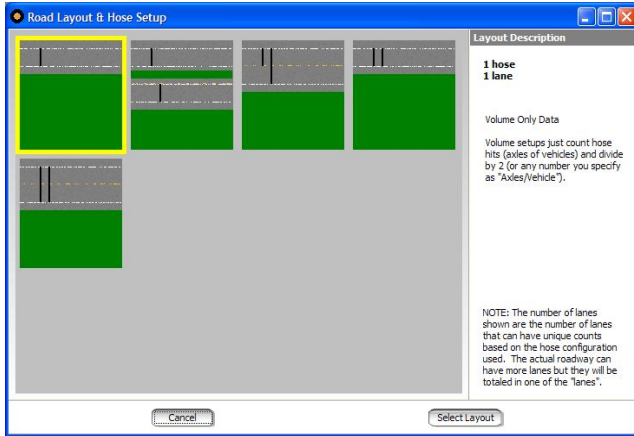 Road Layout & Hose Setup
Layout Description
1 hose
1 lane
Volume Only Data
Volume setups just count hose
hits (axles of vehicles) and divide
by 2 (or any number you specify
as "Axles/Vehicle").
NOTE: The number of lanes
shown are the number of lanes
that can have unique counts
based on the hose configuration
used. The actual roadway can
have more lanes but they will be
totaled in one of the "lanes".
Cancel
Select Layout